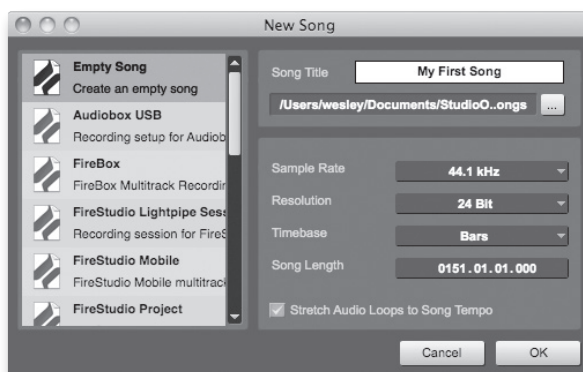 New Song
Empty Song
Create an empty song
Audiobox USB
Recording setup for Audiob
FireBox
FireBox Multitrack Recordin
FireStudio Lightpipe Sess
Recording session for FireS
FireStudio Mobile
FireStudio Mobile multitrac
FireStudio Project
Song Title
My First Song
/Users/wesley/Documents/StudioO..ongs
...
Sample Rate
44.1 kHz
Resolution
24 Bit
Timebase
Bars
Song Length
0151.01.01.000
Stretch Audio Loops to Song Tempo
Cancel
OK